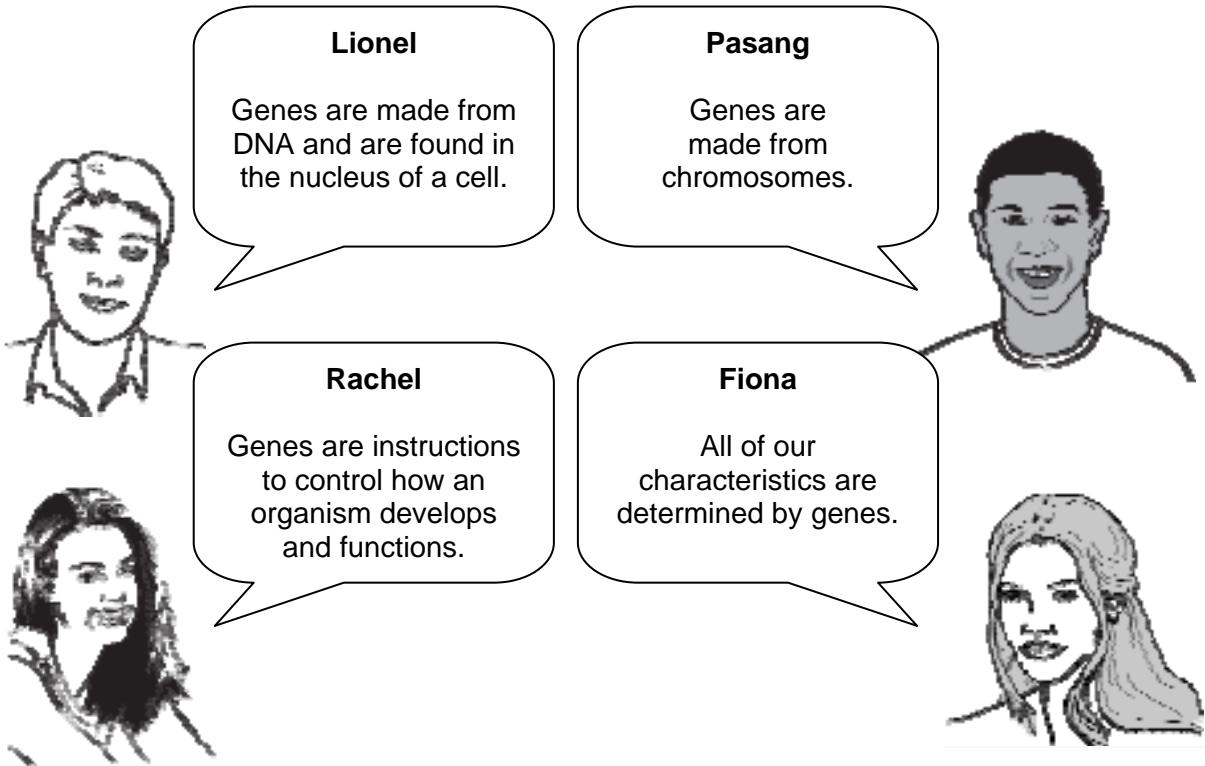 Lionel
Genes are made from
DNA and are found in
the nucleus of a cell.
Pasang
Genes are
made from
chromosomes.
Rachel
Genes are instructions
to control how an
organism develops
and functions.
Fiona
All of our
characteristics are
determined by genes.